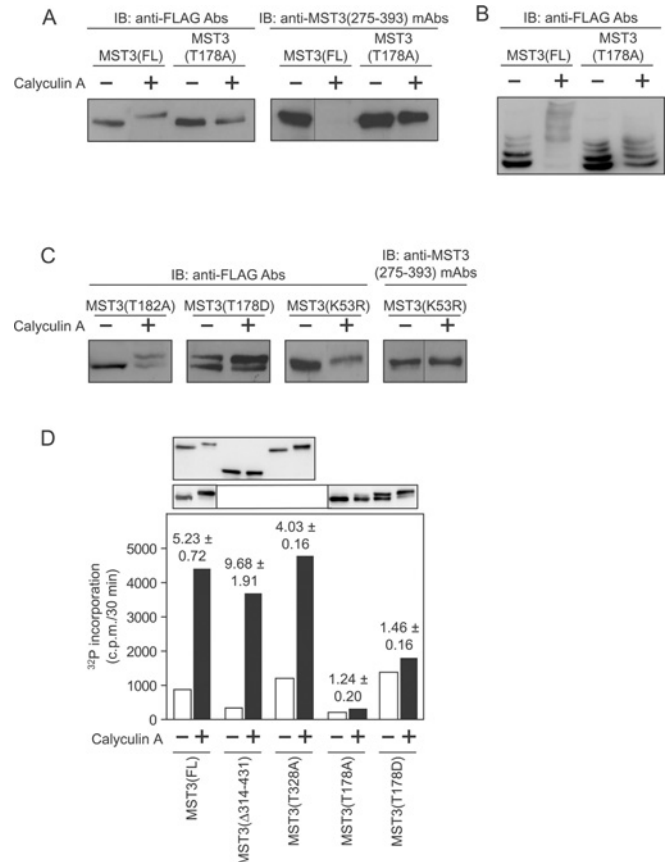 A
IB: anti-FLAG Abs
IB: anti-MST3(275-393) mAbs
MST3(FL)
MST3
(T178A)
MST3(FL)
MST3
(T178A)
Calyculin A
− + − + − + − +
B
IB: anti-FLAG Abs
MST3(FL)
MST3
(T178A)
− + − +
C
IB: anti-FLAG Abs
IB: anti-MST3
(275-393) mAbs
MST3(T182A) MST3(T178D) MST3(K53R) MST3(K53R)
Calyculin A
− + − + − + − +
D
32P incorporation
(c.p.m./30 min)
5000
4000
3000
2000
1000
0
5.23 ±
0.72
9.68 ±
1.91
4.03 ±
0.16
1.24 ±
0.20
1.46 ±
0.16
Calyculin A
− + − + − + − + − +
MST3(FL)
MST3(Δ314-431)
MST3(T328A)
MST3(T178A)
MST3(T178D)